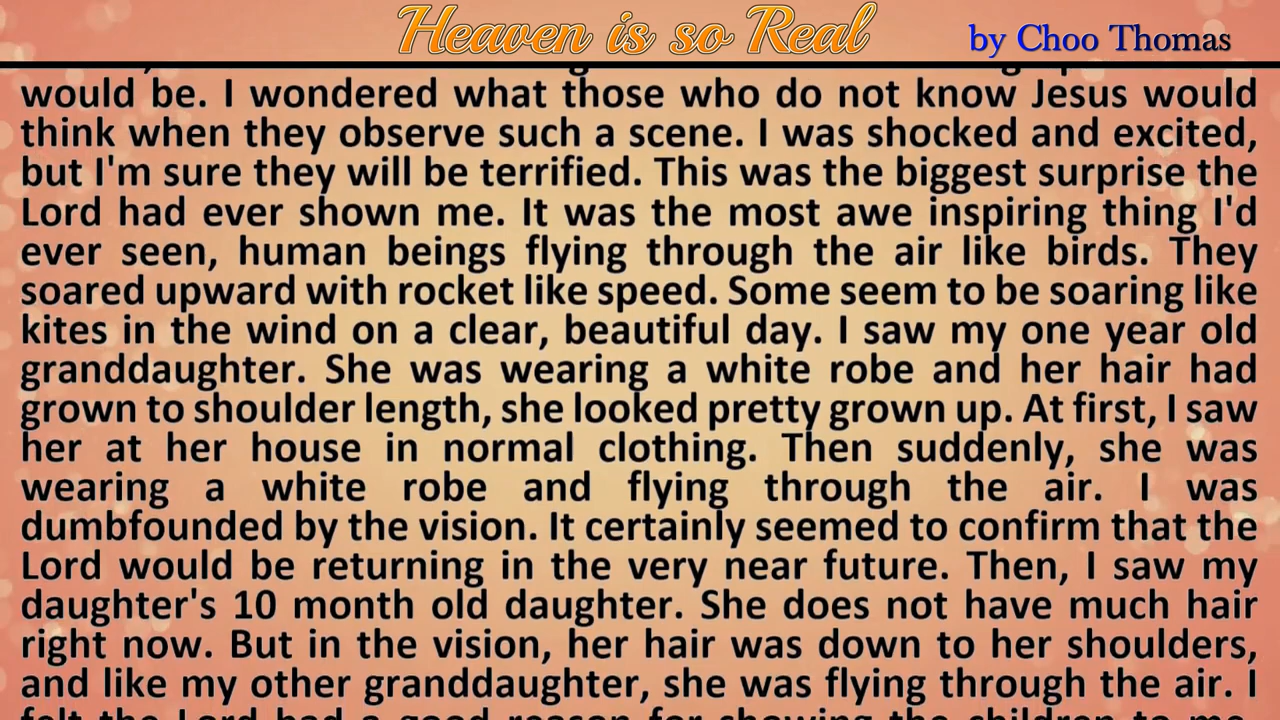 Heaven is so Real by Choo Thomas
would be. I wondered what those who do not know Jesus would
think when they observe such a scene. I was shocked and excited,
but I'm sure they will be terrified. This was the biggest surprise the
Lord had ever shown me. It was the most awe inspiring thing I'd
ever seen, human beings flying through the air like birds. They
soared upward with rocket like speed. Some seem to be soaring like
kites in the wind on a clear, beautiful day. I saw my one year old
granddaughter. She was wearing a white robe and her hair had
grown to shoulder length, she looked pretty grown up. At first, I saw
her at her house in normal clothing. Then suddenly, she was
wearing a white robe and flying through the air. I was
dumbfounded by the vision. It certainly seemed to confirm that the
Lord would be returning in the very near future. Then, I saw my
daughter's 10 month old daughter. She does not have much hair
right now. But in the vision, her hair was down to her shoulders,
and like my other granddaughter, she was flying through the air. I
felt the Lord had a good reason for showing the children to me.